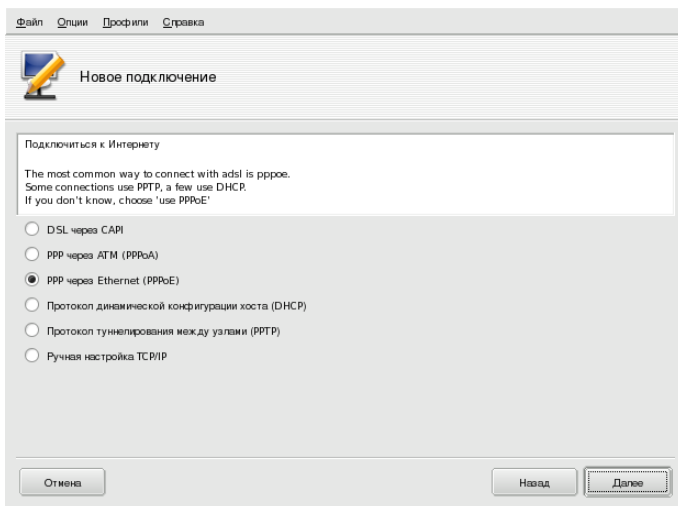 Файл Опции Профили Справка
Новое подключение
Подключиться к Интернету
The most common way to connect with adsl is pppoe.
Some connections use PPTP, a few use DHCP.
If you don't know, choose 'use PPPoE'
DSL через CAPI
PPP через ATM (PPPoA)
PPP через Ethernet (PPPoE)
Протокол динамической конфигурации хоста (DHCP)
Протокол туннелирования между узлами (PPTP)
Ручная настройка TCP/IP
Отмена Назад Далее